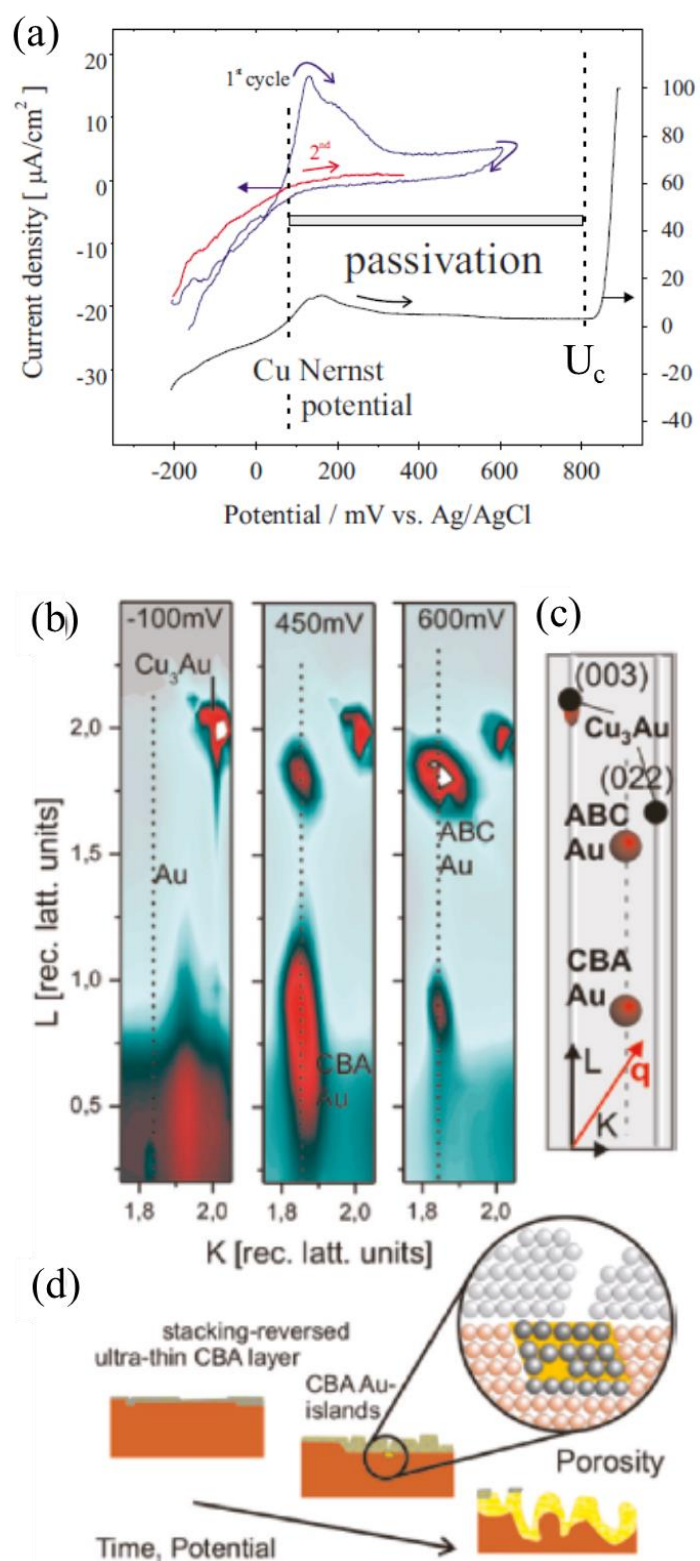 (a)
20
10
0
-10
-20
-30
Current density [ μA/cm² ]
1st cycle
2nd
100
80
60
40
20
0
-20
-40
passivation
Cu Nernst
potential
Uc
-200 0 200 400 600 800
Potential / mV vs. Ag/AgCl
(b)
-100mV
450mV
600mV
Cu₃Au
Au
CBA
Au
ABC
Au
2,0
1,5
1,0
0,5
L [rec. latt. units]
1,8 2,0
1,8 2,0
1,8 2,0
K [rec. latt. units]
(c)
(003)
Cu₃Au
(022)
ABC
Au
CBA
Au
L
q
K
(d)
stacking-reversed
ultra-thin CBA layer
CBA Au-
islands
Porosity
Time, Potential